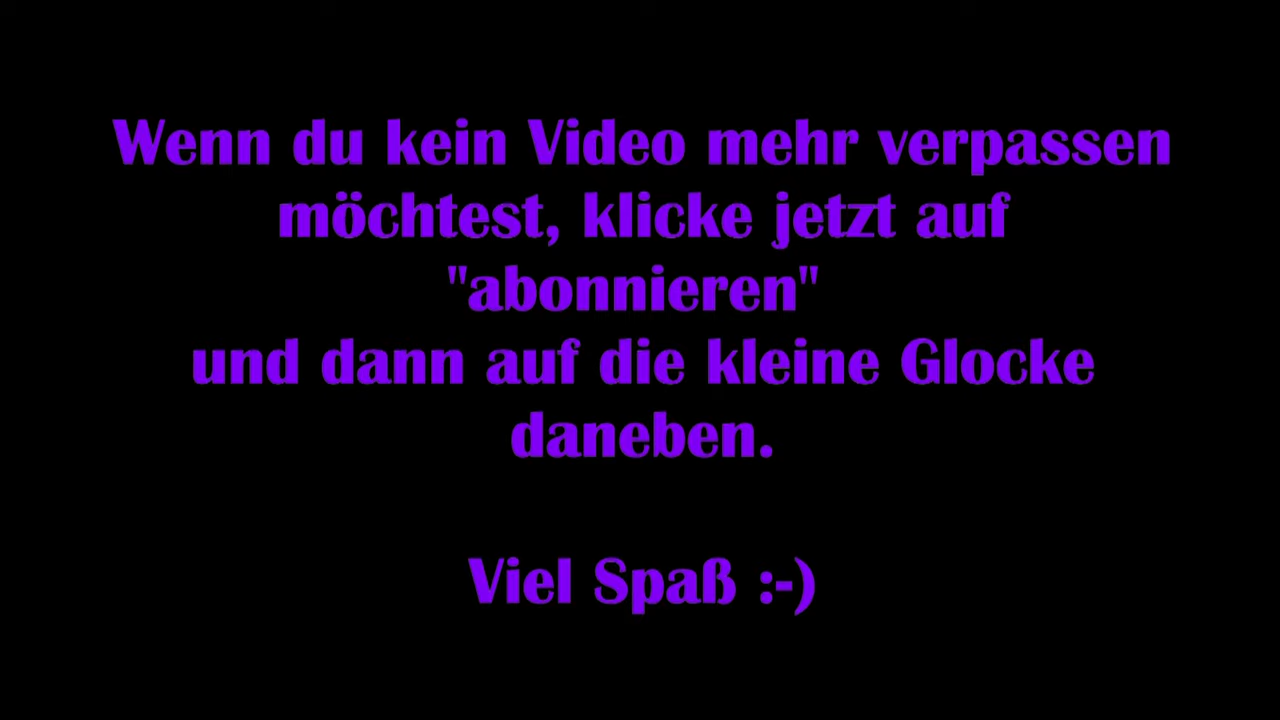 Wenn du kein Video mehr verpassen
möchtest, klicke jetzt auf
"abonnieren"
und dann auf die kleine Glocke
daneben.
Viel Spaß :-)